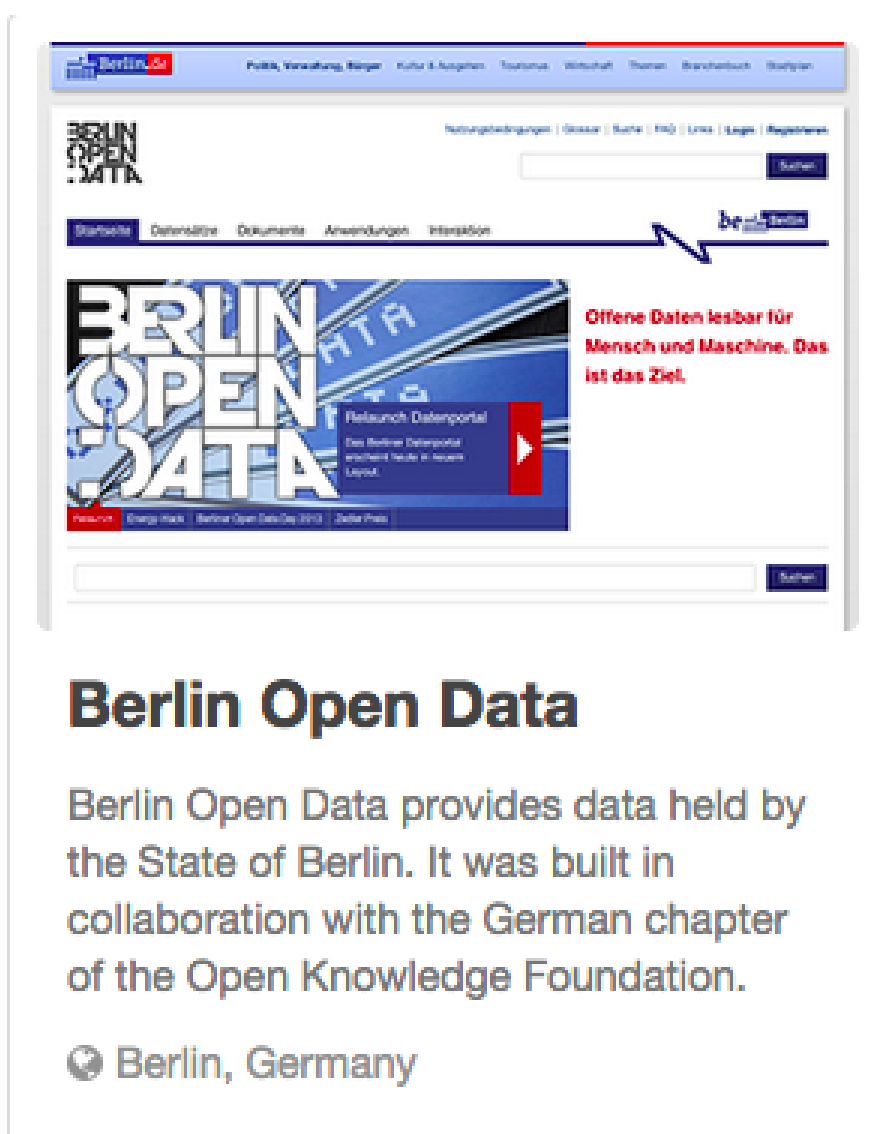 Berlin.de
Politik, Verwaltung, Bürger Kultur & Ausgehen Tourismus Wirtschaft Themen Branchenbuch Stadtplan
BERLIN
OPEN
DATA
Nutzungsbedingungen | Glossar | Suche | FAQ | Links | Login | Registrieren
Suchen
be Berlin
Startseite Datensätze Dokumente Anwendungen Interaktion
BERLIN
OPEN
DATA
DATA
Offene Daten lesbar für
Mensch und Maschine. Das
ist das Ziel.
Relaunch Datenportal
Das Berliner Datenportal
erscheint heute in neuem
Layout.
Relaunch Energy Hack Berliner Open Data Day 2013 Zedler Preis
Suchen
Berlin Open Data
Berlin Open Data provides data held by
the State of Berlin. It was built in
collaboration with the German chapter
of the Open Knowledge Foundation.
Berlin, Germany